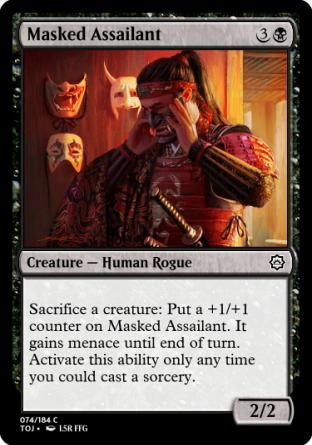 Masked Assailant 3
Creature — Human Rogue
Sacrifice a creature: Put a +1/+1
counter on Masked Assailant. It
gains menace until end of turn.
Activate this ability only any time
you could cast a sorcery.
074/184 C
TOJ • L5R FFG
2/2